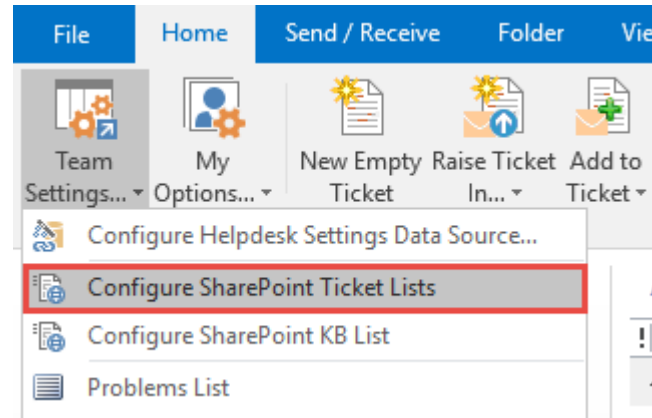 File Home Send / Receive Folder
Team Settings... My Options... New Empty Ticket Raise Ticket In... Add to Ticket
Configure Helpdesk Settings Data Source...
Configure SharePoint Ticket Lists
Configure SharePoint KB List
!
Problems List